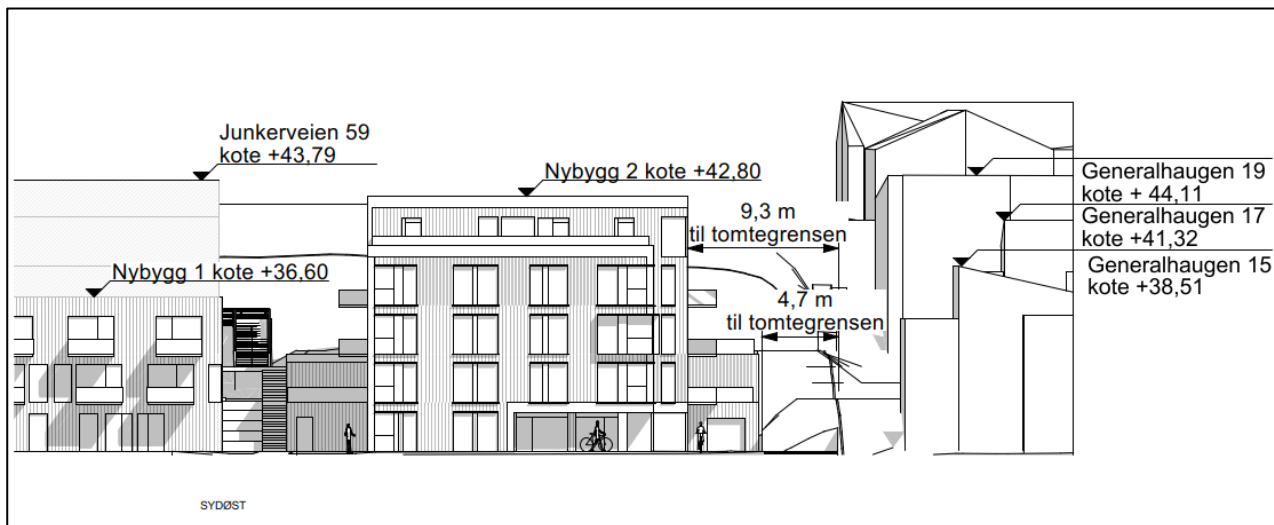 Junkerveien 59
kote +43,79
Nybygg 2 kote +42,80
Generalhaugen 19
kote + 44,11
9,3 m
til tomtegrensen
Generalhaugen 17
kote +41,32
Nybygg 1 kote +36,60
Generalhaugen 15
kote +38,51
4,7 m
til tomtegrensen
SYDØST